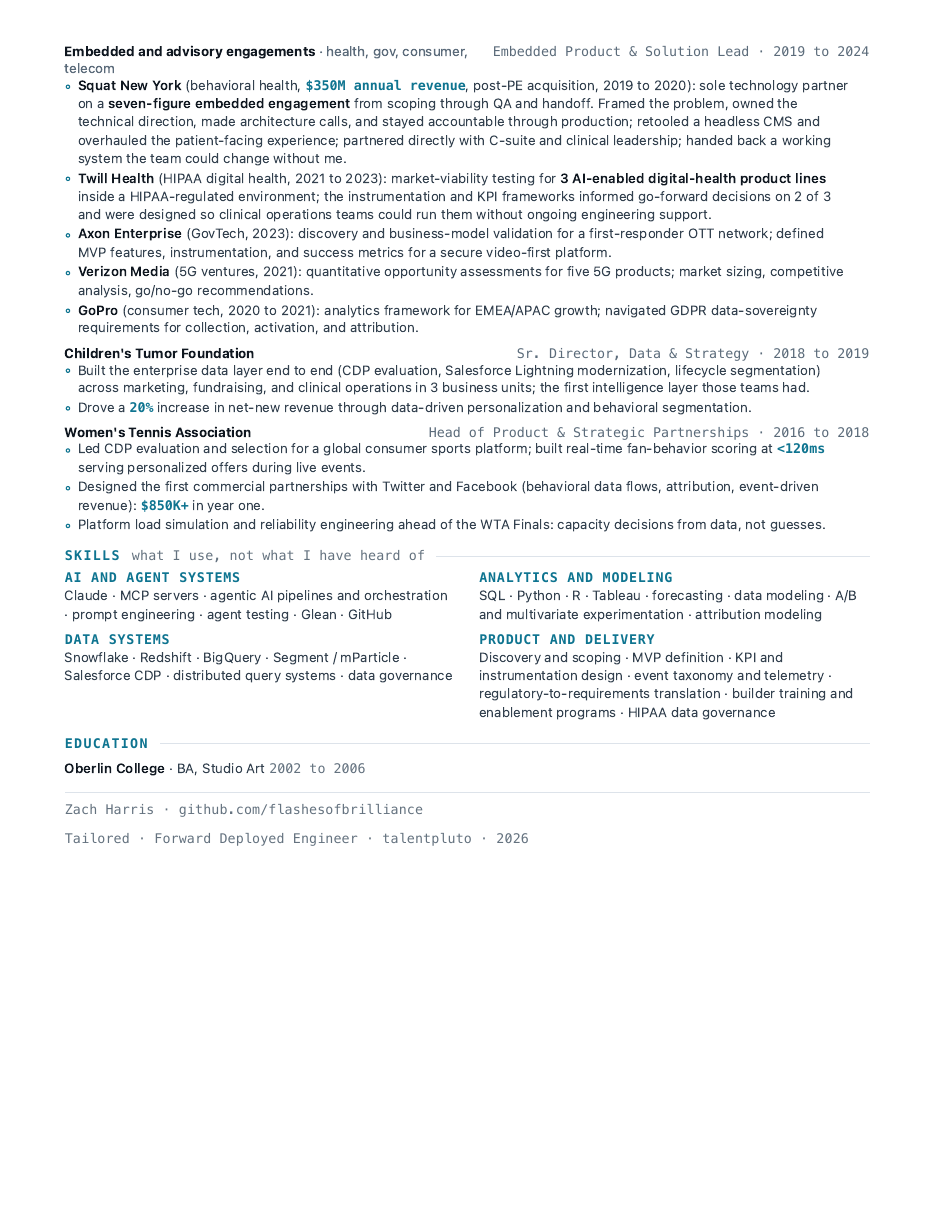 Embedded and advisory engagements · health, gov, consumer, telecom
Embedded Product & Solution Lead · 2019 to 2024
Squat New York (behavioral health, $350M annual revenue, post-PE acquisition, 2019 to 2020): sole technology partner
on a seven-figure embedded engagement from scoping through QA and handoff. Framed the problem, owned the
technical direction, made architecture calls, and stayed accountable through production; retooled a headless CMS and
overhauled the patient-facing experience; partnered directly with C-suite and clinical leadership; handed back a working
system the team could change without me.
Twill Health (HIPAA digital health, 2021 to 2023): market-viability testing for 3 AI-enabled digital-health product lines
inside a HIPAA-regulated environment; the instrumentation and KPI frameworks informed go-forward decisions on 2 of 3
and were designed so clinical operations teams could run them without ongoing engineering support.
Axon Enterprise (GovTech, 2023): discovery and business-model validation for a first-responder OTT network; defined
MVP features, instrumentation, and success metrics for a secure video-first platform.
Verizon Media (5G ventures, 2021): quantitative opportunity assessments for five 5G products; market sizing, competitive
analysis, go/no-go recommendations.
GoPro (consumer tech, 2020 to 2021): analytics framework for EMEA/APAC growth; navigated GDPR data-sovereignty
requirements for collection, activation, and attribution.
Children's Tumor Foundation
Sr. Director, Data & Strategy · 2018 to 2019
Built the enterprise data layer end to end (CDP evaluation, Salesforce Lightning modernization, lifecycle segmentation)
across marketing, fundraising, and clinical operations in 3 business units; the first intelligence layer those teams had.
Drove a 20% increase in net-new revenue through data-driven personalization and behavioral segmentation.
Women's Tennis Association
Head of Product & Strategic Partnerships · 2016 to 2018
Led CDP evaluation and selection for a global consumer sports platform; built real-time fan-behavior scoring at <120ms
serving personalized offers during live events.
Designed the first commercial partnerships with Twitter and Facebook (behavioral data flows, attribution, event-driven
revenue): $850K+ in year one.
Platform load simulation and reliability engineering ahead of the WTA Finals: capacity decisions from data, not guesses.
SKILLS what I use, not what I have heard of
AI AND AGENT SYSTEMS
Claude · MCP servers · agentic AI pipelines and orchestration
· prompt engineering · agent testing · Glean · GitHub
ANALYTICS AND MODELING
SQL · Python · R · Tableau · forecasting · data modeling · A/B
and multivariate experimentation · attribution modeling
DATA SYSTEMS
Snowflake · Redshift · BigQuery · Segment / mParticle ·
Salesforce CDP · distributed query systems · data governance
PRODUCT AND DELIVERY
Discovery and scoping · MVP definition · KPI and
instrumentation design · event taxonomy and telemetry ·
regulatory-to-requirements translation · builder training and
enablement programs · HIPAA data governance
EDUCATION
Oberlin College · BA, Studio Art 2002 to 2006
Zach Harris · github.com/flashesofbrilliance
Tailored · Forward Deployed Engineer · talentpluto · 2026